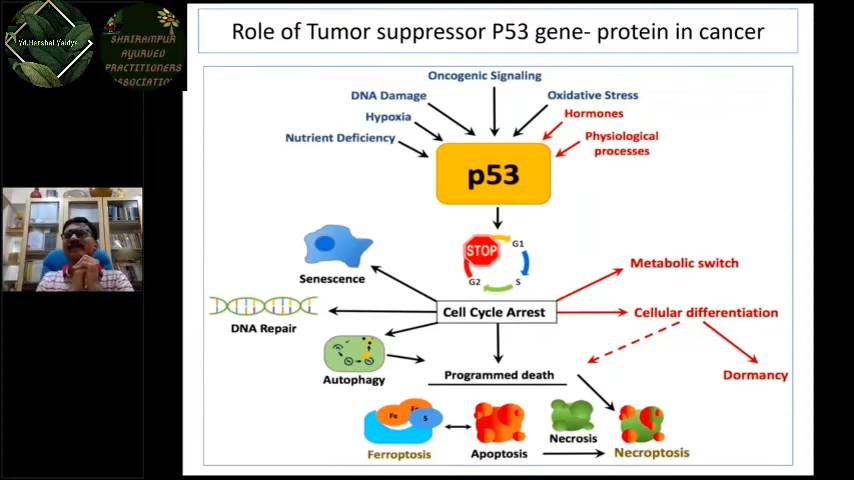 Yd.Harshal Vaidya
SHRIRAMPUR
AYURVED
PRACTITIONERS
ASSOCIATION
Role of Tumor suppressor P53 gene- protein in cancer
Oncogenic Signaling
DNA Damage
Oxidative Stress
Hypoxia
Hormones
Nutrient Deficiency
Physiological
processes
p53
STOP
G1
G2
S
Senescence
Metabolic switch
DNA Repair
Cell Cycle Arrest
Cellular differentiation
Autophagy
Programmed death
Dormancy
Fe
S
Necrosis
Ferroptosis
Apoptosis
Necroptosis